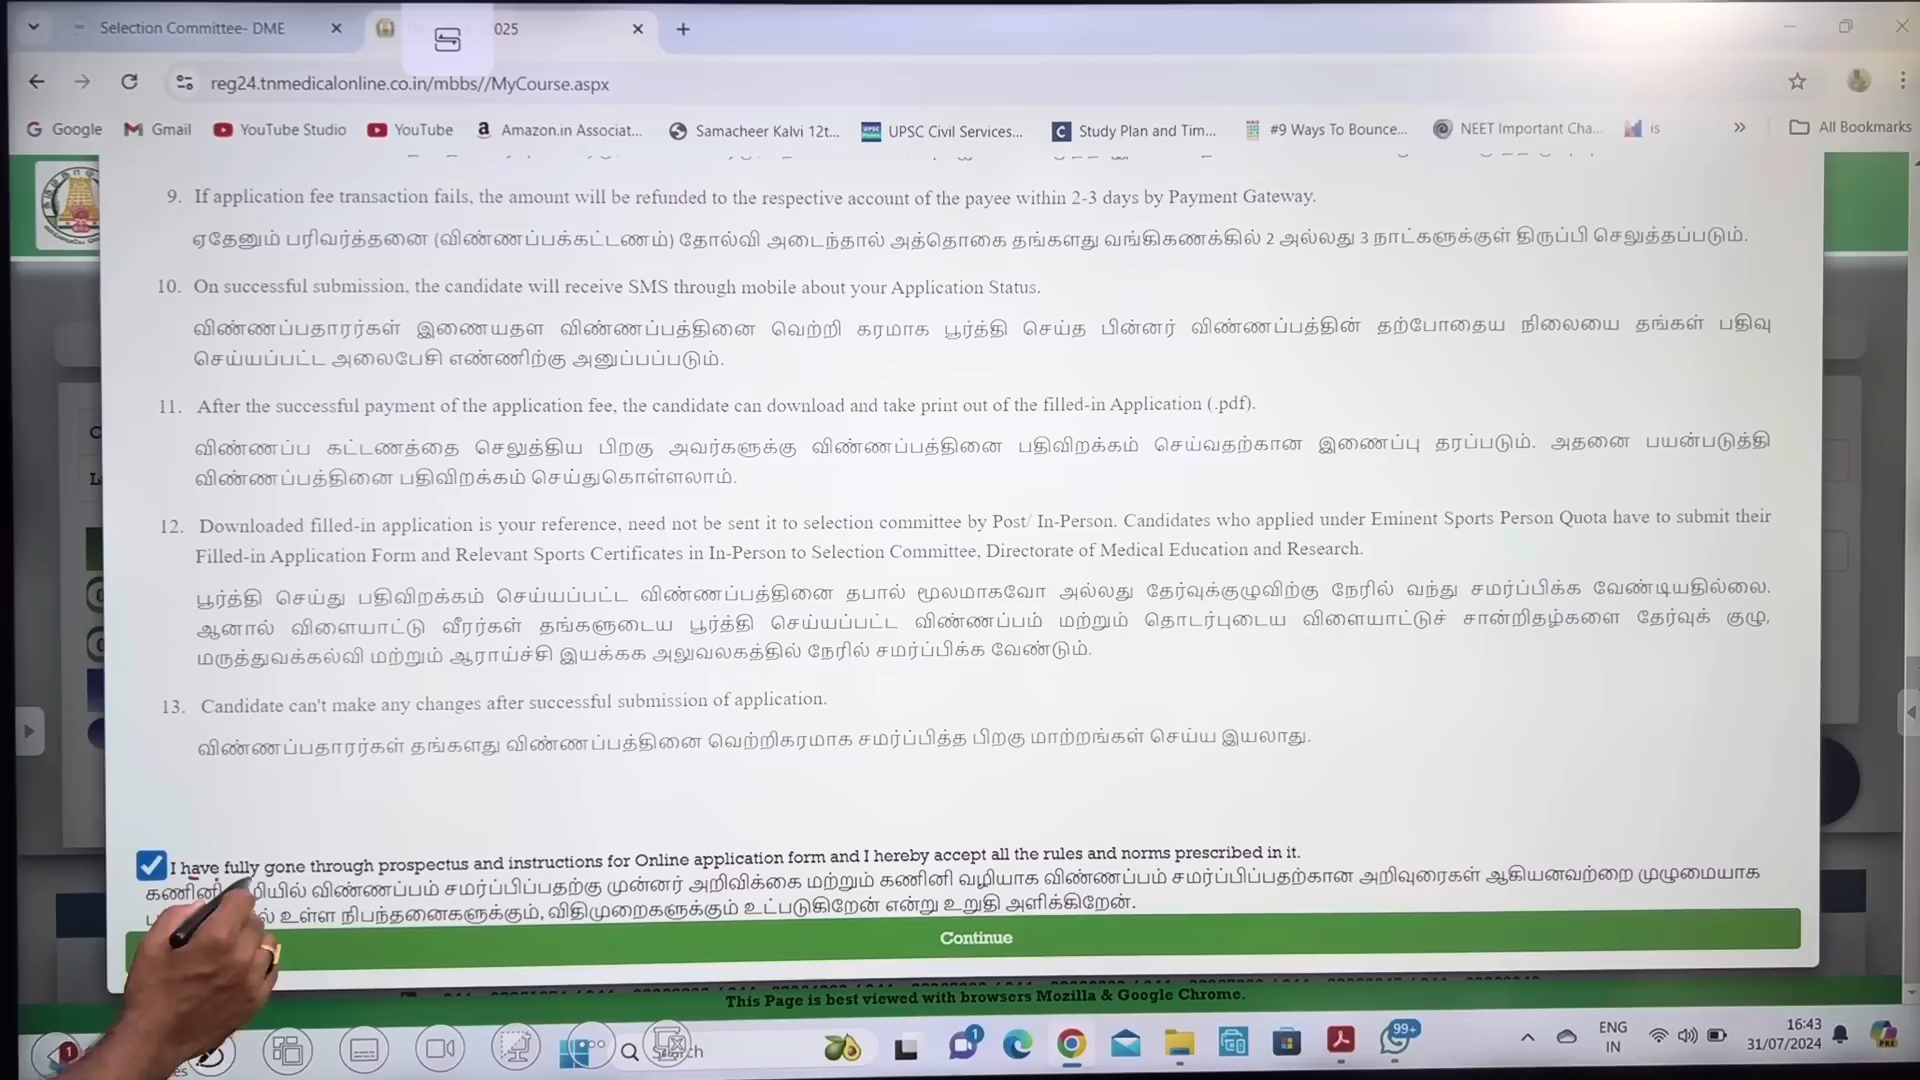 Selection Committee- DME
025
reg24.tnmedicalonline.co.in/mbbs//MyCourse.aspx
Google
Gmail
YouTube Studio
YouTube
Amazon.in Associat...
Samacheer Kalvi 12t...
UPSC Civil Services...
Study Plan and Tim...
#9 Ways To Bounce...
NEET Important Cha...
is
All Bookmarks
9. If application fee transaction fails, the amount will be refunded to the respective account of the payee within 2-3 days by Payment Gateway.
ஏதேனும் பரிவர்த்தனை (விண்ணப்பக்கட்டணம்) தோல்வி அடைந்தால் அத்தொகை தங்களது வங்கிகணக்கில் 2 அல்லது 3 நாட்களுக்குள் திருப்பி செலுத்தப்படும்.
10. On successful submission, the candidate will receive SMS through mobile about your Application Status.
விண்ணப்பதாரர்கள் இணையதள விண்ணப்பத்தினை வெற்றி கரமாக பூர்த்தி செய்த பின்னர் விண்ணப்பத்தின் தற்போதைய நிலையை தங்கள் பதிவு
செய்யப்பட்ட அலைபேசி எண்ணிற்கு அனுப்பப்படும்.
11. After the successful payment of the application fee, the candidate can download and take print out of the filled-in Application (.pdf).
விண்ணப்ப கட்டணத்தை செலுத்திய பிறகு அவர்களுக்கு விண்ணப்பத்தினை பதிவிறக்கம் செய்வதற்கான இணைப்பு தரப்படும். அதனை பயன்படுத்தி
விண்ணப்பத்தினை பதிவிறக்கம் செய்துகொள்ளலாம்.
12. Downloaded filled-in application is your reference, need not be sent it to selection committee by Post/ In-Person. Candidates who applied under Eminent Sports Person Quota have to submit their
Filled-in Application Form and Relevant Sports Certificates in In-Person to Selection Committee, Directorate of Medical Education and Research.
பூர்த்தி செய்து பதிவிறக்கம் செய்யப்பட்ட விண்ணப்பத்தினை தபால் மூலமாகவோ அல்லது தேர்வுக்குழுவிற்கு நேரில் வந்து சமர்ப்பிக்க வேண்டியதில்லை.
ஆனால் விளையாட்டு வீரர்கள் தங்களுடைய பூர்த்தி செய்யப்பட்ட விண்ணப்பம் மற்றும் தொடர்புடைய விளையாட்டுச் சான்றிதழ்களை தேர்வுக் குழு,
மருத்துவக்கல்வி மற்றும் ஆராய்ச்சி இயக்கக அலுவலகத்தில் நேரில் சமர்ப்பிக்க வேண்டும்.
13. Candidate can't make any changes after successful submission of application.
விண்ணப்பதாரர்கள் தங்களது விண்ணப்பத்தினை வெற்றிகரமாக சமர்ப்பித்த பிறகு மாற்றங்கள் செய்ய இயலாது.
I have fully gone through prospectus and instructions for Online application form and I hereby accept all the rules and norms prescribed in it.
கணினி விண்ணப்பம் சமர்ப்பிப்பதற்கு முன்னர் அறிவிக்கை மற்றும் கணினி வழியாக விண்ணப்பம் சமர்ப்பிப்பதற்கான அறிவுரைகள் ஆகியனவற்றை முழுமையாக
உள்ள நிபந்தனைகளுக்கும், விதிமுறைகளுக்கும் உட்படுகிறேன் என்று உறுதி அளிக்கிறேன்.
Continue
This Page is best viewed with browsers Mozilla & Google Chrome.
1
Search
1
99+
ENG
IN
16:43
31/07/2024